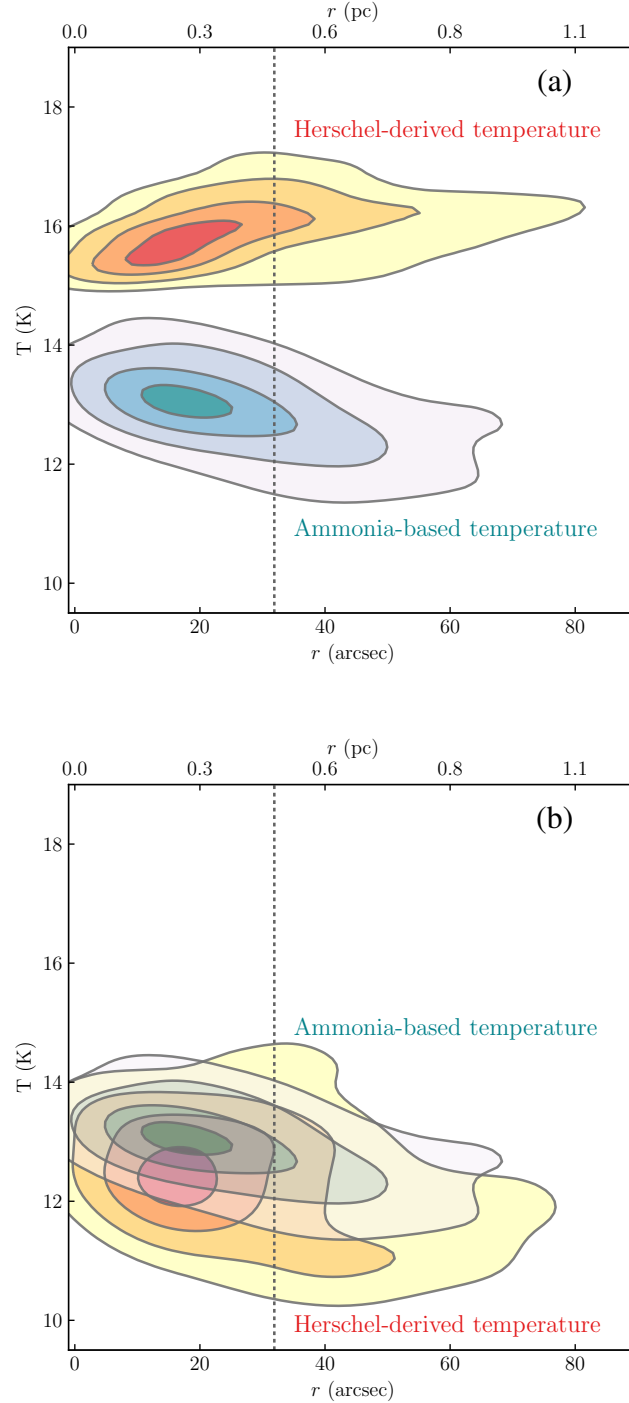 r (pc)
0.0 0.3 0.6 0.8 1.1
(a)
18
Herschel-derived temperature
16
T (K)
14
12
Ammonia-based temperature
10
0 20 40 60 80
r (arcsec)
r (pc)
0.0 0.3 0.6 0.8 1.1
(b)
18
16
Ammonia-based temperature
T (K)
14
12
10
Herschel-derived temperature
0 20 40 60 80
r (arcsec)